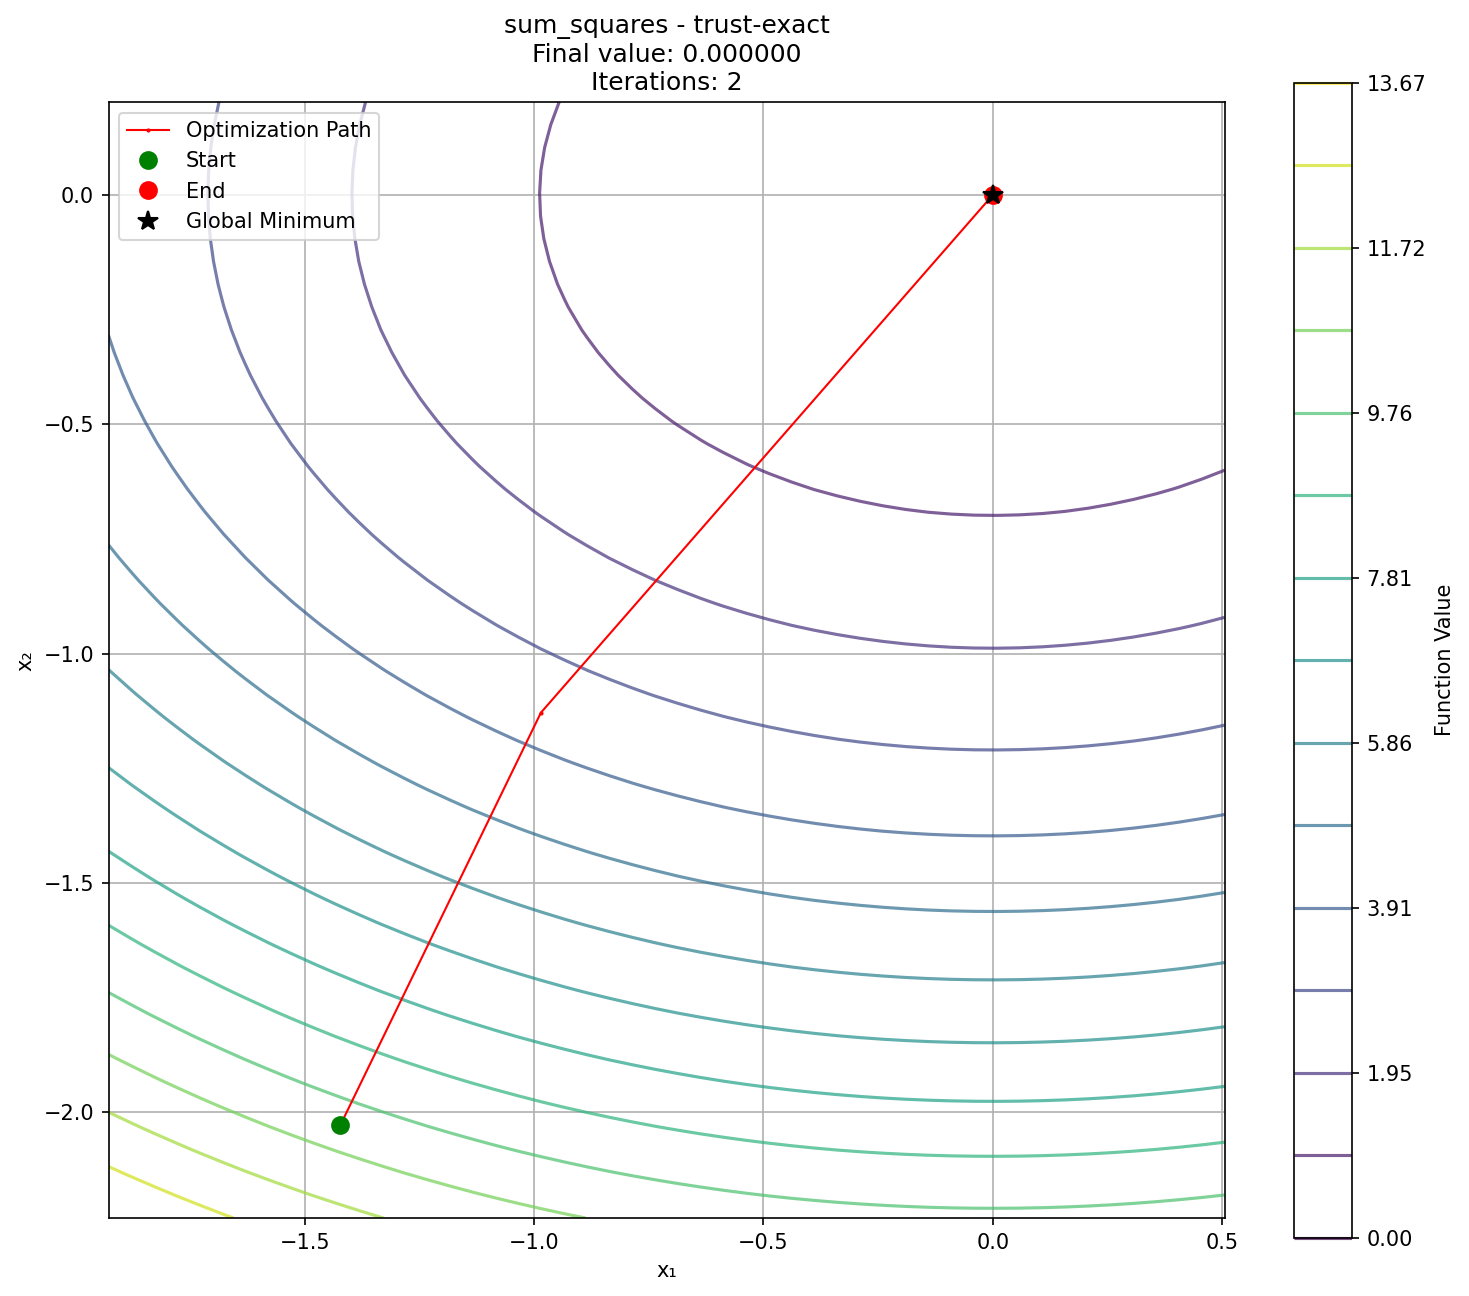 sum_squares - trust-exact
Final value: 0.000000
Iterations: 2
Optimization Path
Start
End
Global Minimum
0.0
−0.5
−1.0
−1.5
−2.0
x₂
−1.5
−1.0
−0.5
0.0
0.5
x₁
13.67
11.72
9.76
7.81
5.86
3.91
1.95
0.00
Function Value